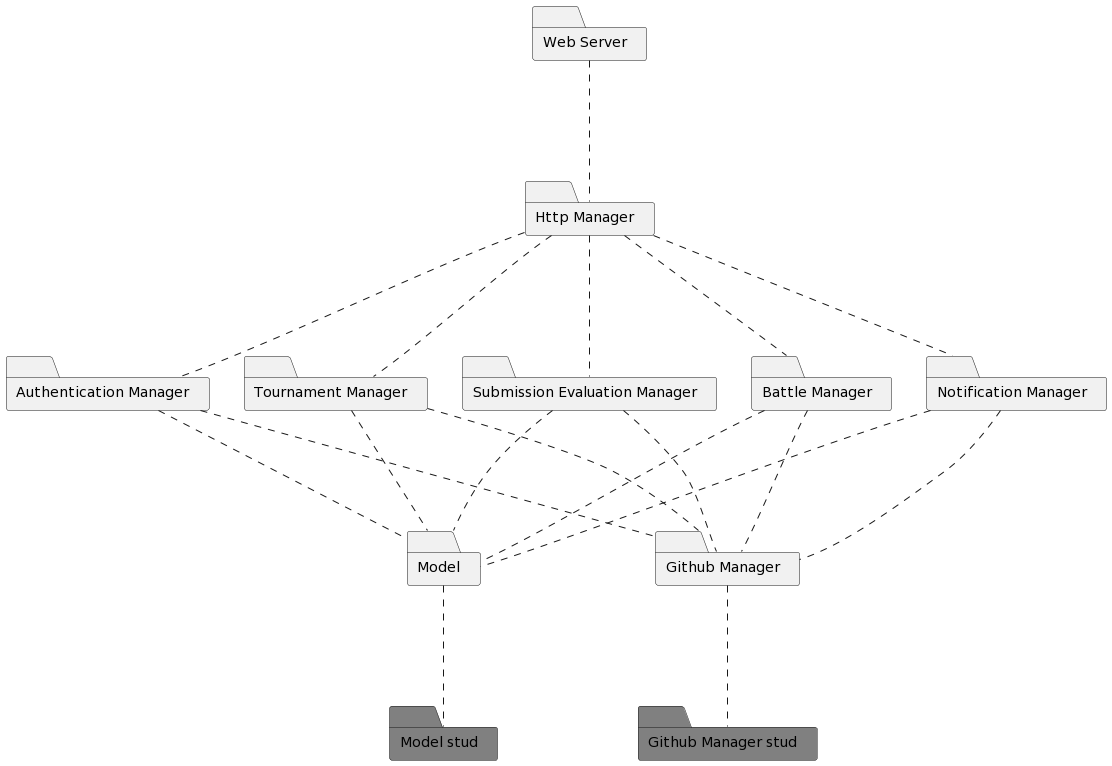 Web Server
Http Manager
Authentication Manager
Tournament Manager
Submission Evaluation Manager
Battle Manager
Notification Manager
Model
Github Manager
Model stud
Github Manager stud